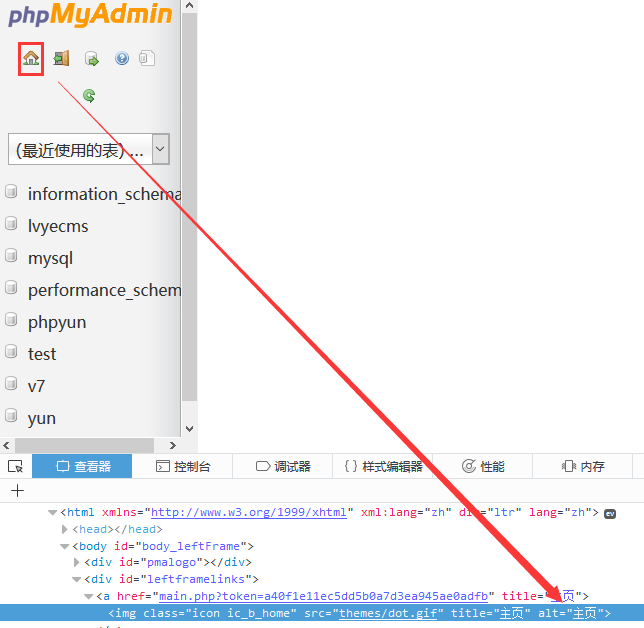 phpMyAdmin
(最近使用的表) ...
information_schema
lvyecms
mysql
performance_schem
phpyun
test
v7
yun
查看器 控制台 调试器 { } 样式编辑器 性能 内存
+
<html xmlns="http://www.w3.org/1999/xhtml" xml:lang="zh" dir="ltr" lang="zh"> ev
<head></head>
<body id="body_leftFrame">
<div id="pmalogo"></div>
<div id="leftframelinks">
<a href="main.php?token=a40f1e11ec5dd5b0a7d3ea945ae0adfb" title="主页">
<img class="icon ic_b_home" src="themes/dot.gif" title="主页" alt="主页">